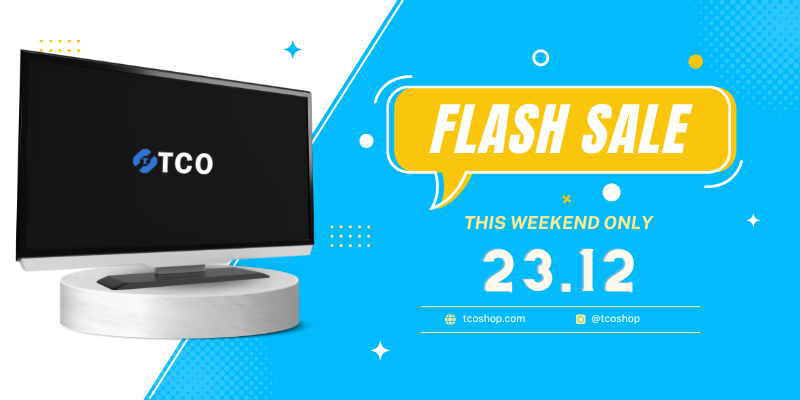 TCO
FLASH SALE
THIS WEEKEND ONLY
23.12
tcoshop.com
@tcoshop